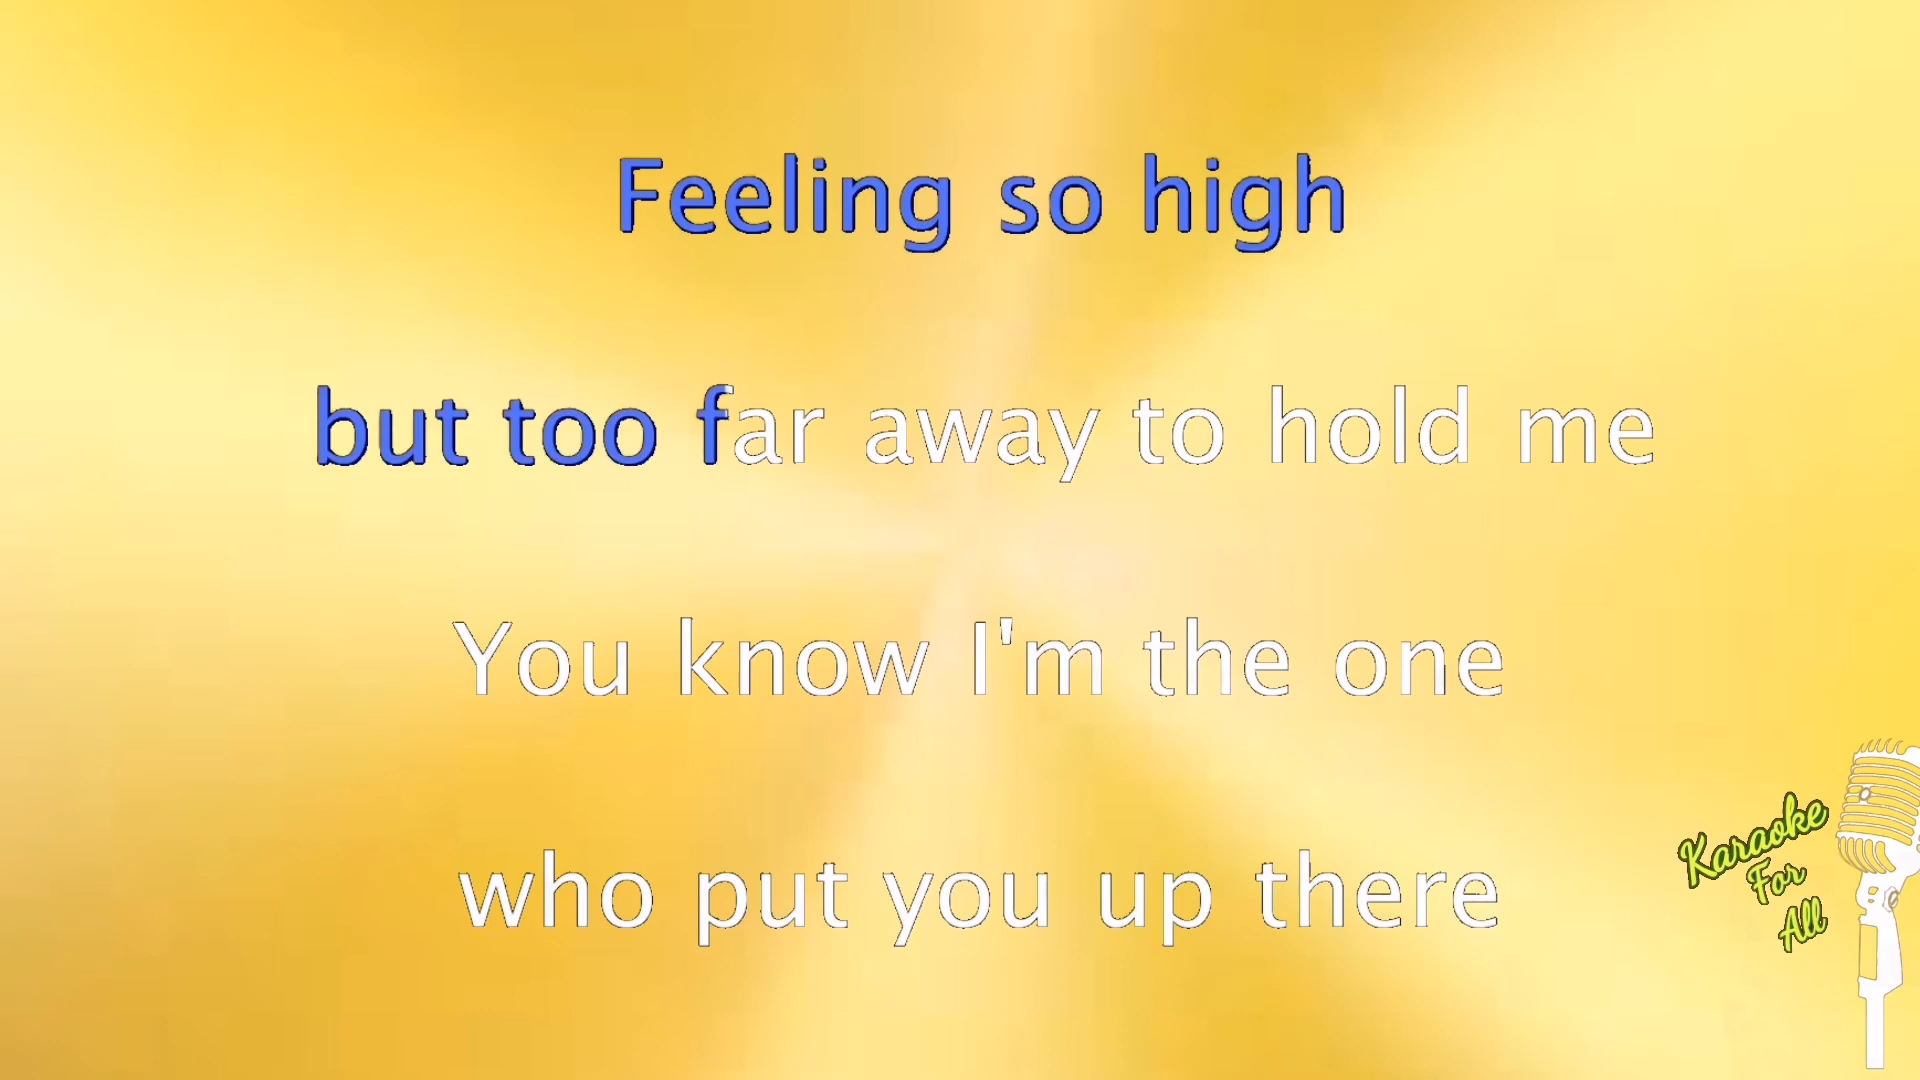 Feeling so high
but too far away to hold me
You know I'm the one
who put you up there
Karaoke
For
All